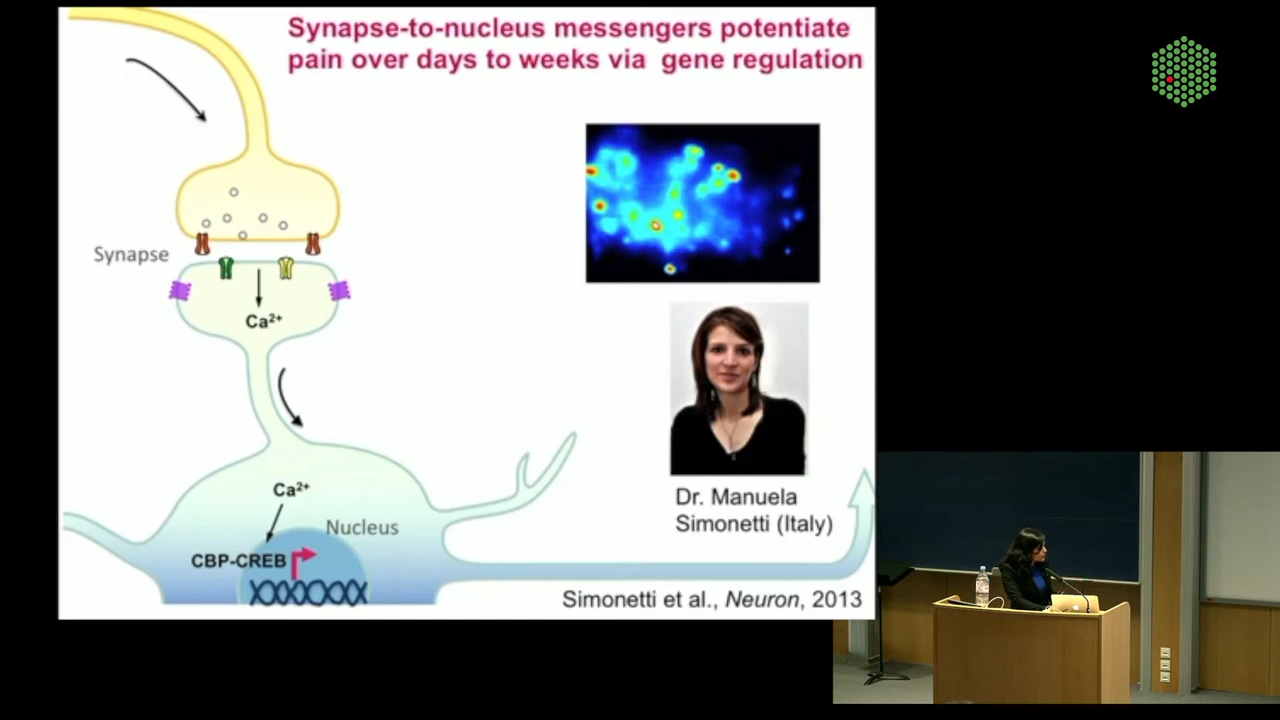 Synapse-to-nucleus messengers potentiate
pain over days to weeks via gene regulation
Synapse
Ca²⁺
Ca²⁺
Nucleus
CBP-CREB
Dr. Manuela
Simonetti (Italy)
Simonetti et al., Neuron, 2013